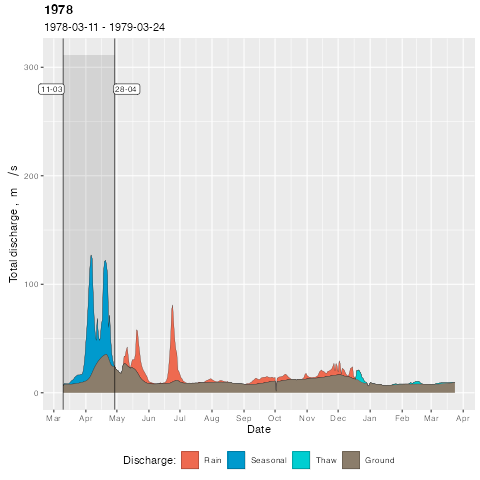 1978
1978-03-11 - 1979-03-24
Total discharge, m /s
300
200
100
0
11-03
28-04
Mar Apr May Jun Jul Aug Sep Oct Nov Dec Jan Feb Mar Apr
Date
Discharge: Rain Seasonal Thaw Ground